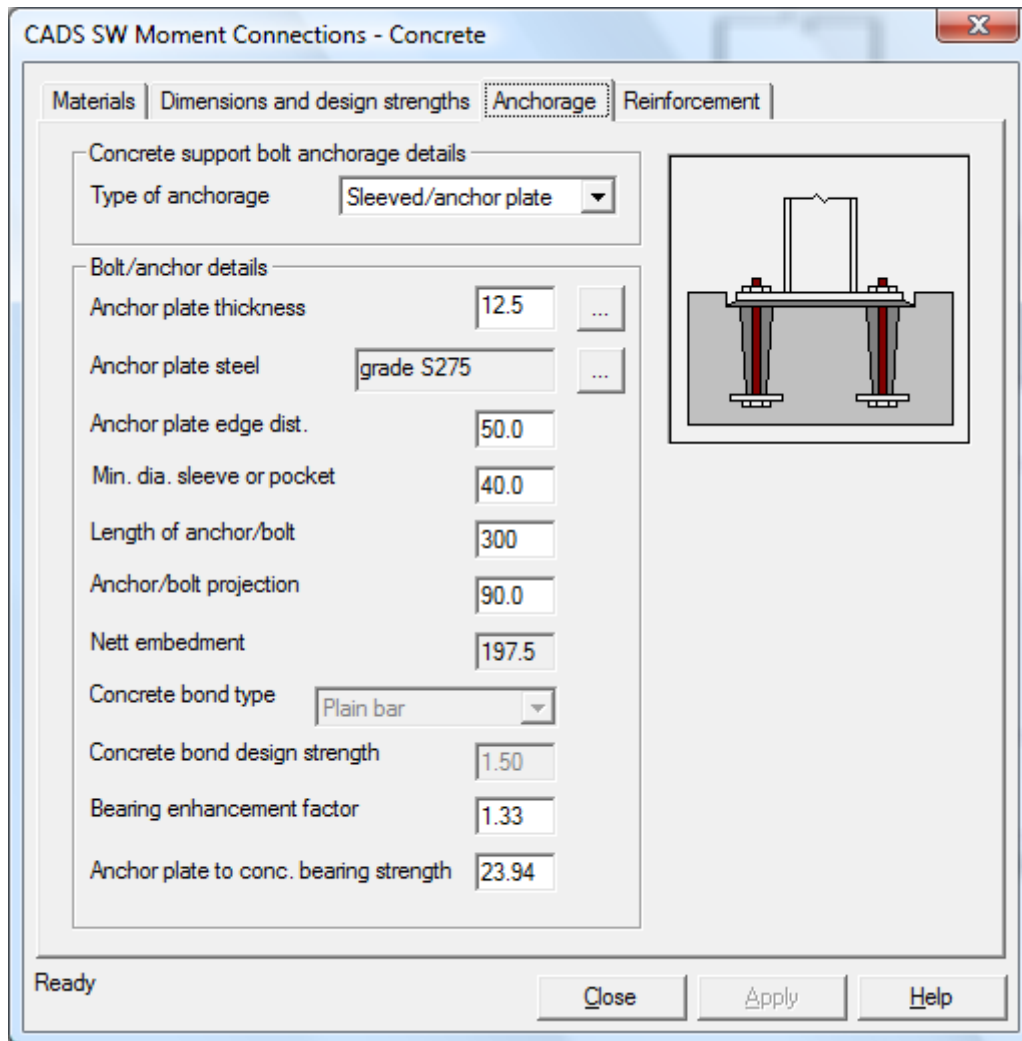 CADS SW Moment Connections - Concrete
Materials Dimensions and design strengths Anchorage Reinforcement
Concrete support bolt anchorage details
Type of anchorage Sleeved/anchor plate
Bolt/anchor details
Anchor plate thickness 12.5 ...
Anchor plate steel grade S275 ...
Anchor plate edge dist. 50.0
Min. dia. sleeve or pocket 40.0
Length of anchor/bolt 300
Anchor/bolt projection 90.0
Nett embedment 197.5
Concrete bond type Plain bar
Concrete bond design strength 1.50
Bearing enhancement factor 1.33
Anchor plate to conc. bearing strength 23.94
Ready Close Apply Help